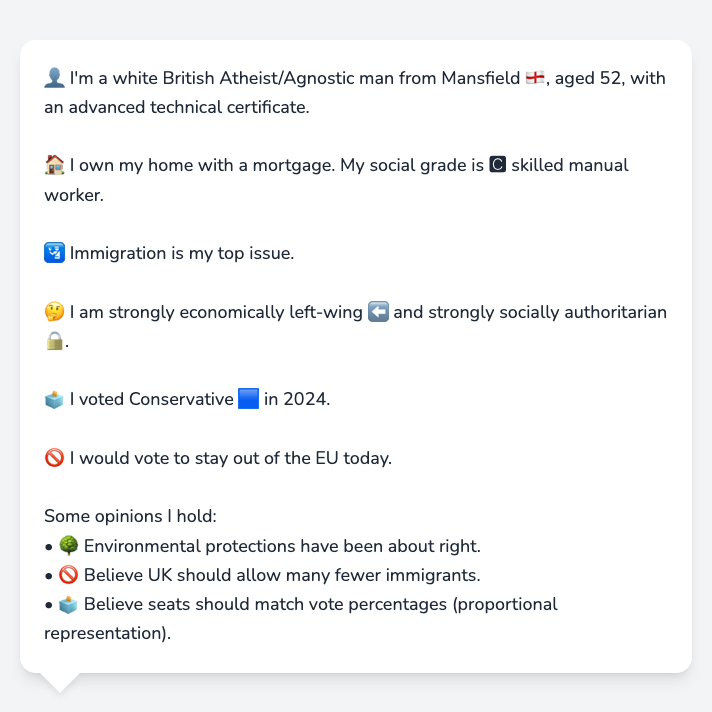 👤 I'm a white British Atheist/Agnostic man from Mansfield 🏴󠁧󠁢󠁥󠁮󠁧󠁿, aged 52, with
an advanced technical certificate.
🏠 I own my home with a mortgage. My social grade is 🅲 skilled manual
worker.
🛂 Immigration is my top issue.
🤔 I am strongly economically left-wing ⬅️ and strongly socially authoritarian
🔒.
🗳️ I voted Conservative 🟦 in 2024.
🚫 I would vote to stay out of the EU today.
Some opinions I hold:
• 🌳 Environmental protections have been about right.
• 🚫 Believe UK should allow many fewer immigrants.
• 🗳️ Believe seats should match vote percentages (proportional
representation).